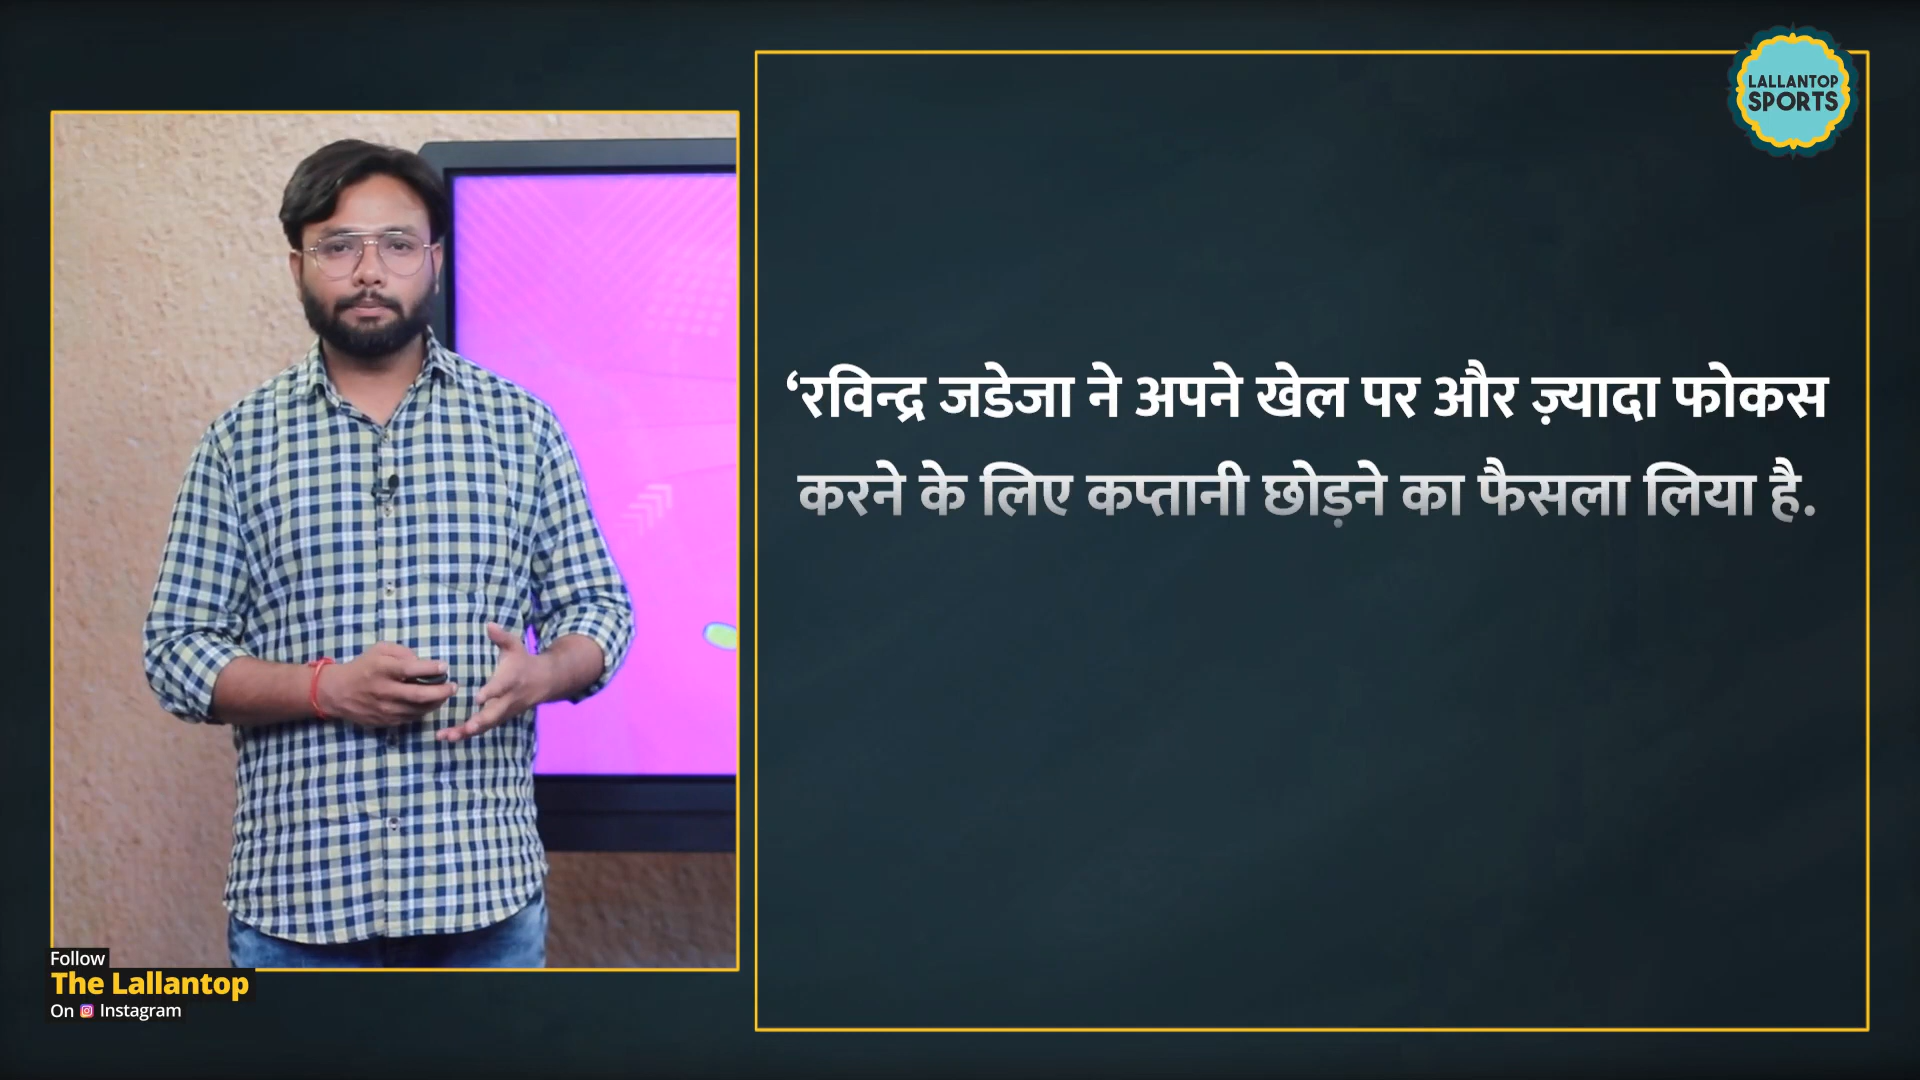 LALLANTOP
SPORTS
‘रविन्द्र जडेजा ने अपने खेल पर और ज़्यादा फोकस
करने के लिए कप्तानी छोड़ने का फैसला लिया है.
Follow
The Lallantop
On Instagram